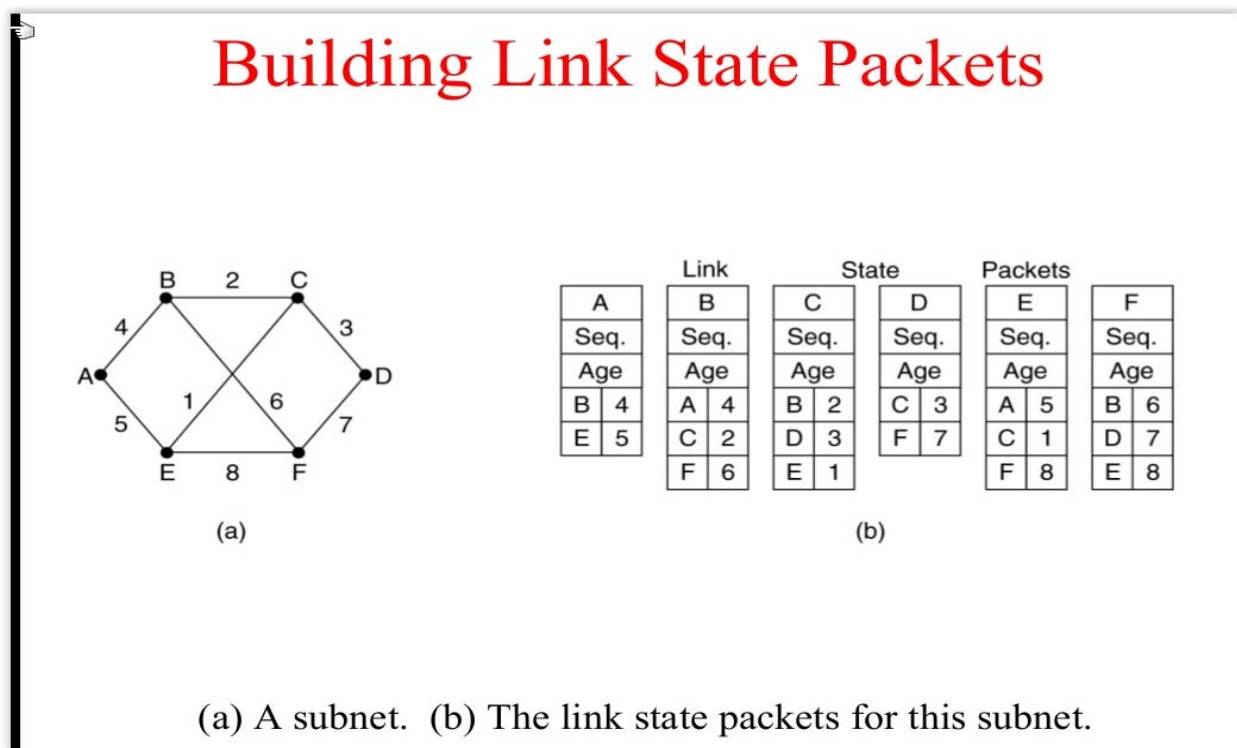 Building Link State Packets
B 2 C
4 3
A D
1 6
5 7
E 8 F
(a)
Link State Packets
A B C D E F
Seq. Seq. Seq. Seq. Seq. Seq.
Age Age Age Age Age Age
B 4 A 4 B 2 C 3 A 5 B 6
E 5 C 2 D 3 F 7 C 1 D 7
F 6 E 1 F 8 E 8
(b)
(a) A subnet. (b) The link state packets for this subnet.